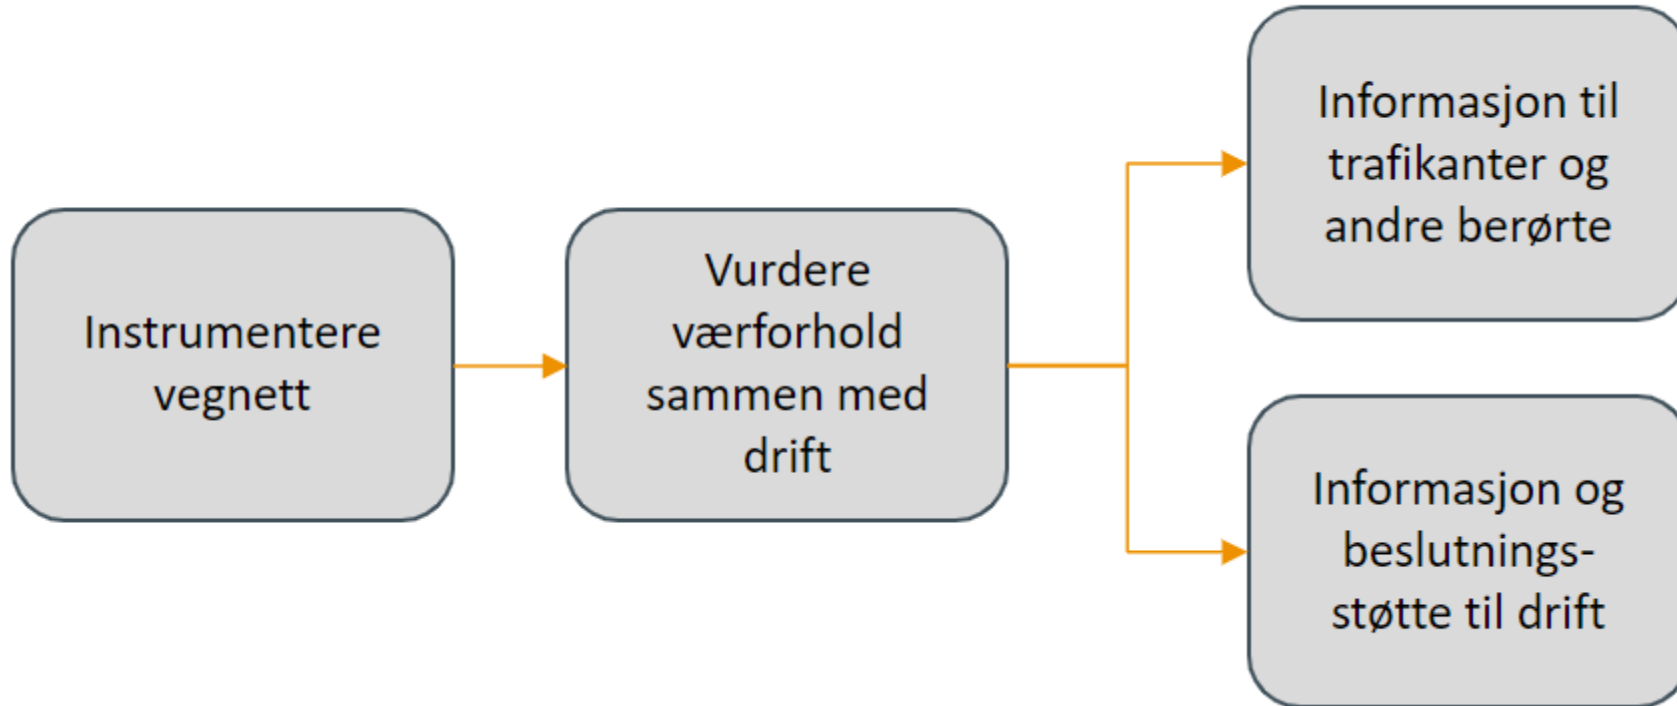 Instrumentere
vegnett
Vurdere
værforhold
sammen med
drift
Informasjon til
trafikanter og
andre berørte
Informasjon og
beslutnings-
støtte til drift